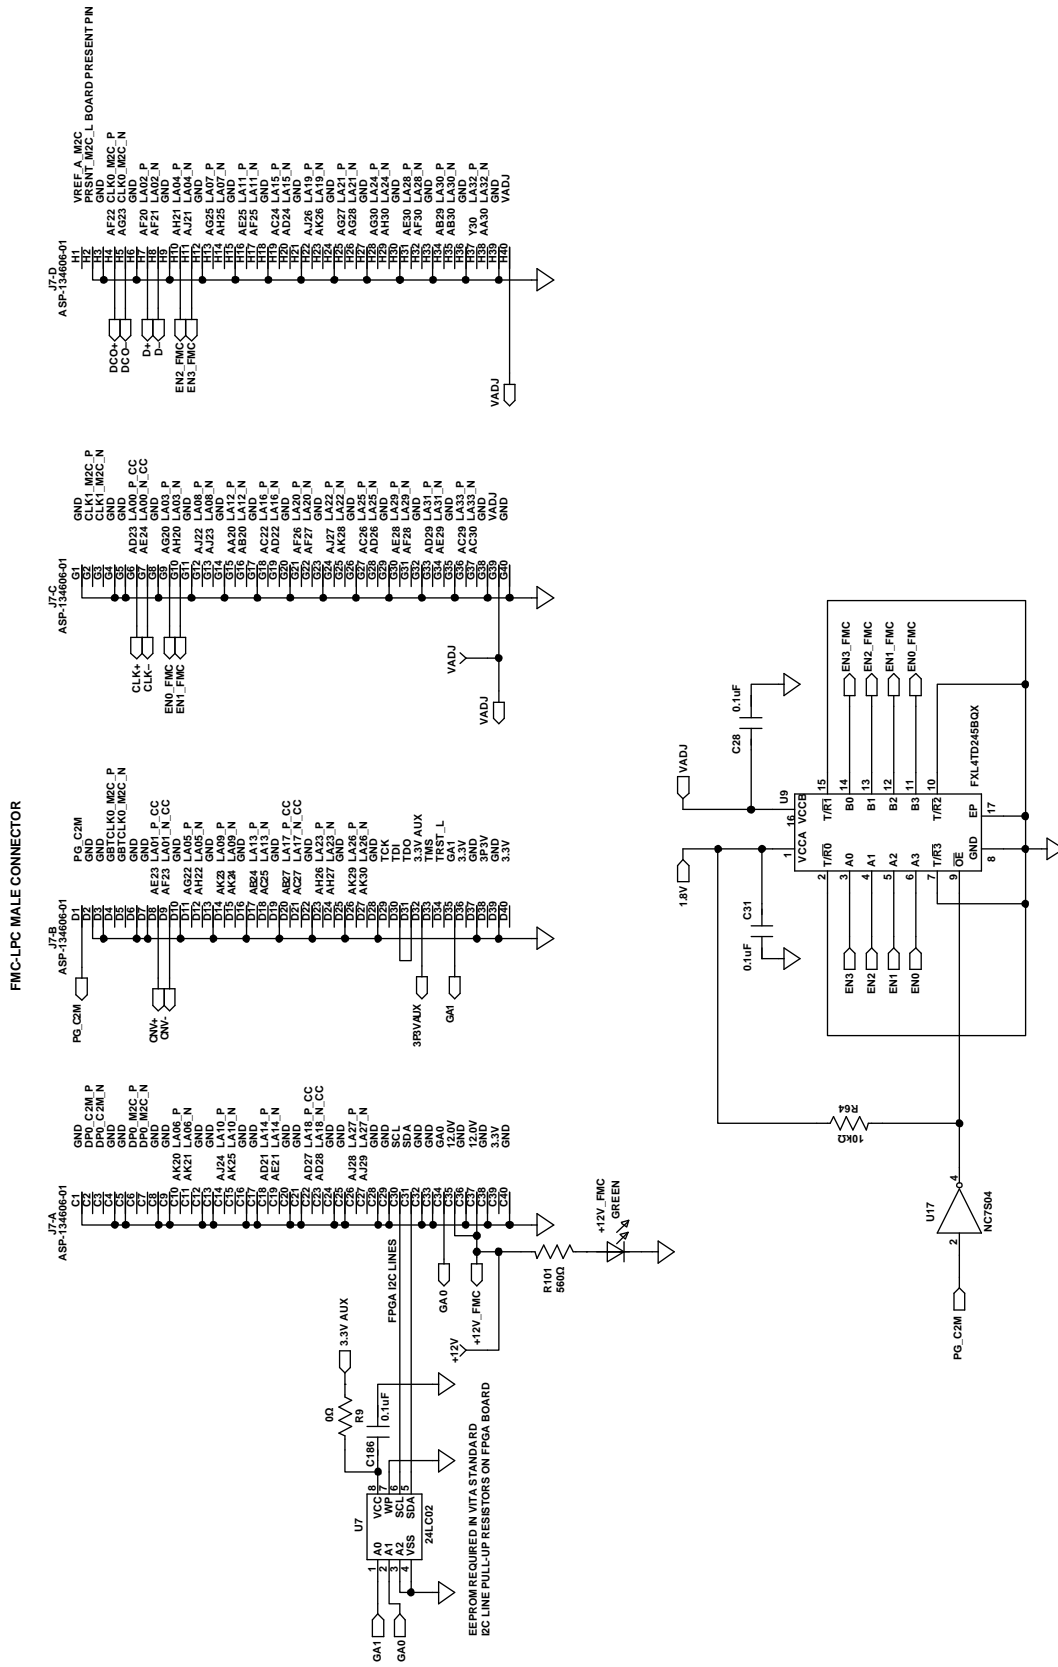 FMC-LPC MALE CONNECTOR
J7-A
ASP-134606-01
C1 GND
C2 DP0_C2M_P
C3 DP0_C2M_N
C4 GND
C5 GND
C6 DP0_M2C_P
C7 DP0_M2C_N
C8 GND
C9 GND
C10 AK20 LA06_P
C11 AK21 LA06_N
C12 GND
C13 GND
C14 AJ24 LA10_P
C15 AK25 LA10_N
C16 GND
C17 GND
C18 AD21 LA14_P
C19 AE21 LA14_N
C20 GND
C21 GND
C22 AD27 LA18_P_CC
C23 AD28 LA18_N_CC
C24 GND
C25 GND
C26 AJ28 LA27_P
C27 AJ29 LA27_N
C28 GND
C29 GND
C30 SCL
C31 SDA
C32 GND
C33 GND
C34 GA0
C35 12.0V
C36 GND
C37 12.0V
C38 GND
C39 3.3V
C40 GND
FPGA I2C LINES
GA0
+12V_FMC
+12V
R101
560Ω
+12V_FMC
GREEN
3.3V AUX
0Ω
R9
C186
0.1uF
U7
1 A0
2 A1
3 A2
4 VSS
VCC 8
WP 7
SCL 6
SDA 5
24LC02
GA1
GA0
EEPROM REQUIRED IN VITA STANDARD
I2C LINE PULL-UP RESISTORS ON FPGA BOARD
J7-B
ASP-134606-01
D1 PG_C2M
D2 GND
D3 GND
D4 GBTCLK0_M2C_P
D5 GBTCLK0_M2C_N
D6 GND
D7 GND
D8 AE23 LA01_P_CC
D9 AF23 LA01_N_CC
D10 GND
D11 AG22 LA05_P
D12 AH22 LA05_N
D13 GND
D14 AK23 LA09_P
D15 AK24 LA09_N
D16 GND
D17 AB24 LA13_P
D18 AC25 LA13_N
D19 GND
D20 AB27 LA17_P_CC
D21 AC27 LA17_N_CC
D22 GND
D23 AH26 LA23_P
D24 AH27 LA23_N
D25 GND
D26 AK29 LA26_P
D27 AK30 LA26_N
D28 GND
D29 TCK
D30 TDI
D31 TDO
D32 3.3V AUX
D33 TMS
D34 TRST_L
D35 GA1
D36 3.3V
D37 GND
D38 3P3V
D39 GND
D40 3.3V
PG_C2M
CNV+
CNV-
3P3VAUX
GA1
J7-C
ASP-134606-01
G1 GND
G2 CLK1_M2C_P
G3 CLK1_M2C_N
G4 GND
G5 GND
G6 AD23 LA00_P_CC
G7 AE24 LA00_N_CC
G8 GND
G9 AG20 LA03_P
G10 AH20 LA03_N
G11 GND
G12 AJ22 LA08_P
G13 AJ23 LA08_N
G14 GND
G15 AA20 LA12_P
G16 AB20 LA12_N
G17 GND
G18 AC22 LA16_P
G19 AD22 LA16_N
G20 GND
G21 AF26 LA20_P
G22 AF27 LA20_N
G23 GND
G24 AJ27 LA22_P
G25 AK28 LA22_N
G26 GND
G27 AC26 LA25_P
G28 AD26 LA25_N
G29 GND
G30 AE28 LA29_P
G31 AF28 LA29_N
G32 GND
G33 AD29 LA31_P
G34 AE29 LA31_N
G35 GND
G36 AC29 LA33_P
G37 AC30 LA33_N
G38 GND
G39 VADJ
G40 GND
CLK+
CLK–
EN0_FMC
EN1_FMC
VADJ
VADJ
J7-D
ASP-134606-01
H1 VREF_A_M2C
H2 PRSNT_M2C_L BOARD PRESENT PIN
H3 GND
H4 AF22 CLK0_M2C_P
H5 AG23 CLK0_M2C_N
H6 GND
H7 AF20 LA02_P
H8 AF21 LA02_N
H9 GND
H10 AH21 LA04_P
H11 AJ21 LA04_N
H12 GND
H13 AG25 LA07_P
H14 AH25 LA07_N
H15 GND
H16 AE25 LA11_P
H17 AF25 LA11_N
H18 GND
H19 AC24 LA15_P
H20 AD24 LA15_N
H21 GND
H22 AJ26 LA19_P
H23 AK26 LA19_N
H24 GND
H25 AG27 LA21_P
H26 AG28 LA21_N
H27 GND
H28 AG30 LA24_P
H29 AH30 LA24_N
H30 GND
H31 AE30 LA28_P
H32 AF30 LA28_N
H33 GND
H34 AB29 LA30_P
H35 AB30 LA30_N
H36 GND
H37 Y30 LA32_P
H38 AA30 LA32_N
H39 GND
H40 VADJ
DCO+
DCO–
D+
D–
EN2_FMC
EN3_FMC
VADJ
PG_C2M
2
U17
4
NC7S04
R64
10kΩ
1.8V
VADJ
C31
0.1uF
C28
0.1uF
U9
1 VCCA
16 VCCB
2 T/R0
3 A0
4 A1
5 A2
6 A3
7 T/R3
9 OE
8 GND
EP 17
T/R1 15
B0 14
B1 13
B2 12
B3 11
T/R2 10
FXL4TD245BQX
EN3
EN2
EN1
EN0
EN3_FMC
EN2_FMC
EN1_FMC
EN0_FMC